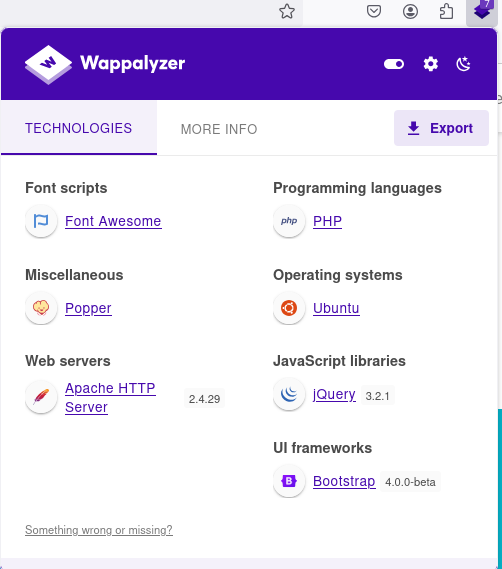 7
Wappalyzer
TECHNOLOGIES
MORE INFO
Export
Font scripts
Font Awesome
Programming languages
php
PHP
Miscellaneous
Popper
Operating systems
Ubuntu
Web servers
Apache HTTP
Server
2.4.29
JavaScript libraries
jQuery
3.2.1
UI frameworks
B
Bootstrap
4.0.0-beta
Something wrong or missing?